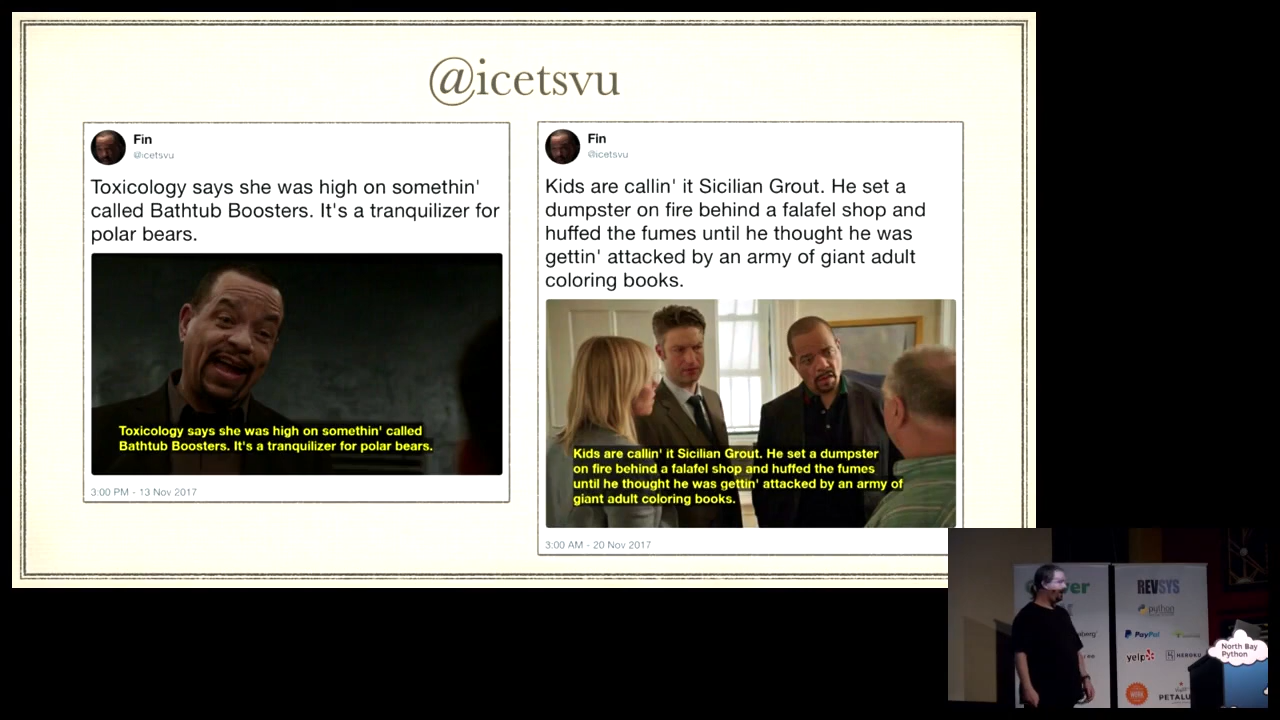 @icetsvu
Fin
@icetsvu
Toxicology says she was high on somethin'
called Bathtub Boosters. It's a tranquilizer for
polar bears.
Toxicology says she was high on somethin' called
Bathtub Boosters. It's a tranquilizer for polar bears.
3:00 PM - 13 Nov 2017
Fin
@icetsvu
Kids are callin' it Sicilian Grout. He set a
dumpster on fire behind a falafel shop and
huffed the fumes until he thought he was
gettin' attacked by an army of giant adult
coloring books.
Kids are callin' it Sicilian Grout. He set a dumpster
on fire behind a falafel shop and huffed the fumes
until he thought he was gettin' attacked by an army of
giant adult coloring books.
3:00 AM - 20 Nov 2017
REVSYS
python
PayPal
yelp
HEROKU
North Bay
Python